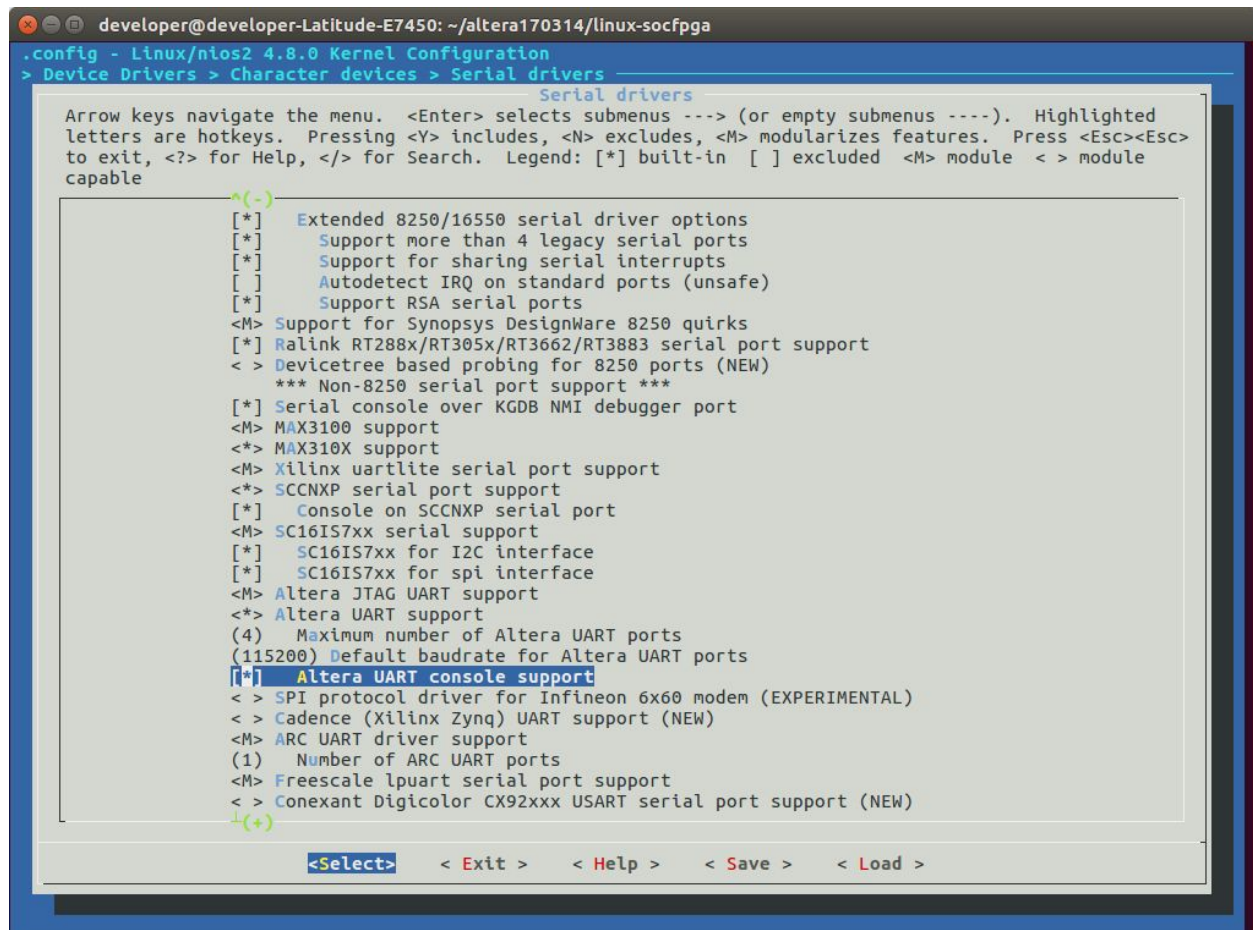 developer@developer-Latitude-E7450: ~/altera170314/linux-socfpga
.config - Linux/nios2 4.8.0 Kernel Configuration
> Device Drivers > Character devices > Serial drivers
Serial drivers
Arrow keys navigate the menu. <Enter> selects submenus ---> (or empty submenus ----). Highlighted
letters are hotkeys. Pressing <Y> includes, <N> excludes, <M> modularizes features. Press <Esc><Esc>
to exit, <?> for Help, </> for Search. Legend: [*] built-in [ ] excluded <M> module < > module
capable
^(-)
[*] Extended 8250/16550 serial driver options
[*] Support more than 4 legacy serial ports
[*] Support for sharing serial interrupts
[ ] Autodetect IRQ on standard ports (unsafe)
[*] Support RSA serial ports
<M> Support for Synopsys DesignWare 8250 quirks
[*] Ralink RT288x/RT305x/RT3662/RT3883 serial port support
< > Devicetree based probing for 8250 ports (NEW)
*** Non-8250 serial port support ***
[*] Serial console over KGDB NMI debugger port
<M> MAX3100 support
<*> MAX310X support
<M> Xilinx uartlite serial port support
<*> SCCNXP serial port support
[*] Console on SCCNXP serial port
<M> SC16IS7xx serial support
[*] SC16IS7xx for I2C interface
[*] SC16IS7xx for spi interface
<M> Altera JTAG UART support
<*> Altera UART support
(4) Maximum number of Altera UART ports
(115200) Default baudrate for Altera UART ports
[*] Altera UART console support
< > SPI protocol driver for Infineon 6x60 modem (EXPERIMENTAL)
< > Cadence (Xilinx Zynq) UART support (NEW)
<M> ARC UART driver support
(1) Number of ARC UART ports
<M> Freescale lpuart serial port support
< > Conexant Digicolor CX92xxx USART serial port support (NEW)
┴(+)
<Select> < Exit > < Help > < Save > < Load >